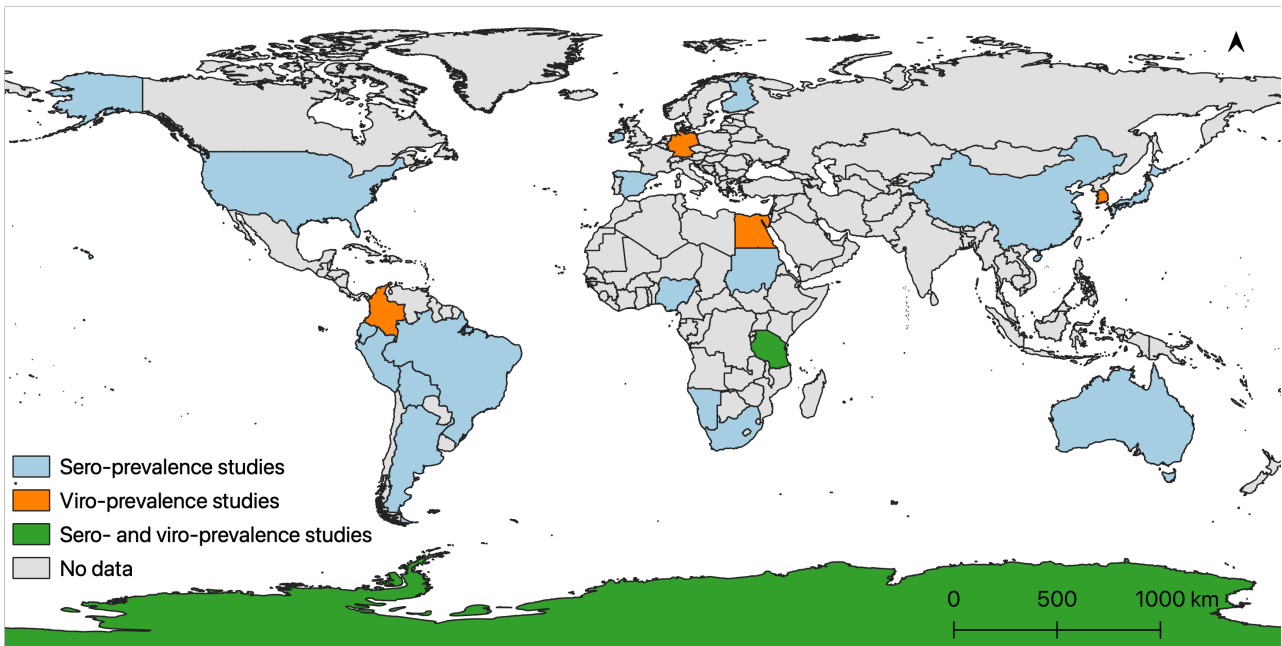 Sero-prevalence studies
Viro-prevalence studies
Sero- and viro-prevalence studies
No data
0 500 1000 km